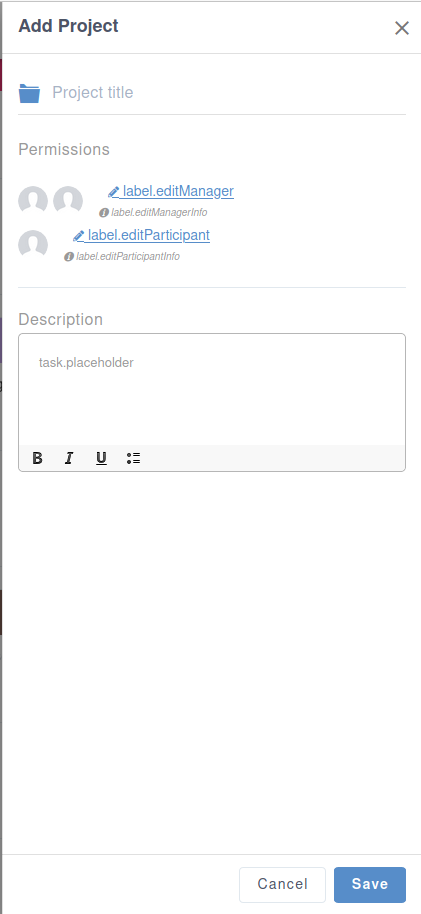 Add Project
Project title
Permissions
label.editManager
label.editManagerInfo
label.editParticipant
label.editParticipantInfo
Description
task.placeholder
B I U
Cancel Save